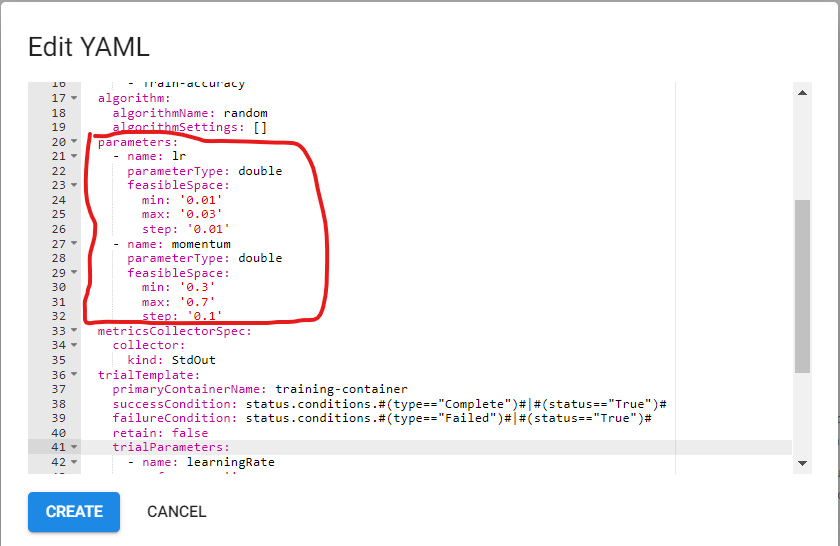 Edit YAML
16 - Train-accuracy
17 algorithm:
18 algorithmName: random
19 algorithmSettings: []
20 parameters:
21 - name: lr
22 parameterType: double
23 feasibleSpace:
24 min: '0.01'
25 max: '0.03'
26 step: '0.01'
27 - name: momentum
28 parameterType: double
29 feasibleSpace:
30 min: '0.3'
31 max: '0.7'
32 step: '0.1'
33 metricsCollectorSpec:
34 collector:
35 kind: StdOut
36 trialTemplate:
37 primaryContainerName: training-container
38 successCondition: status.conditions.#(type=="Complete")#|#(status=="True")#
39 failureCondition: status.conditions.#(type=="Failed")#|#(status=="True")#
40 retain: false
41 trialParameters:
42 - name: learningRate
CREATE CANCEL